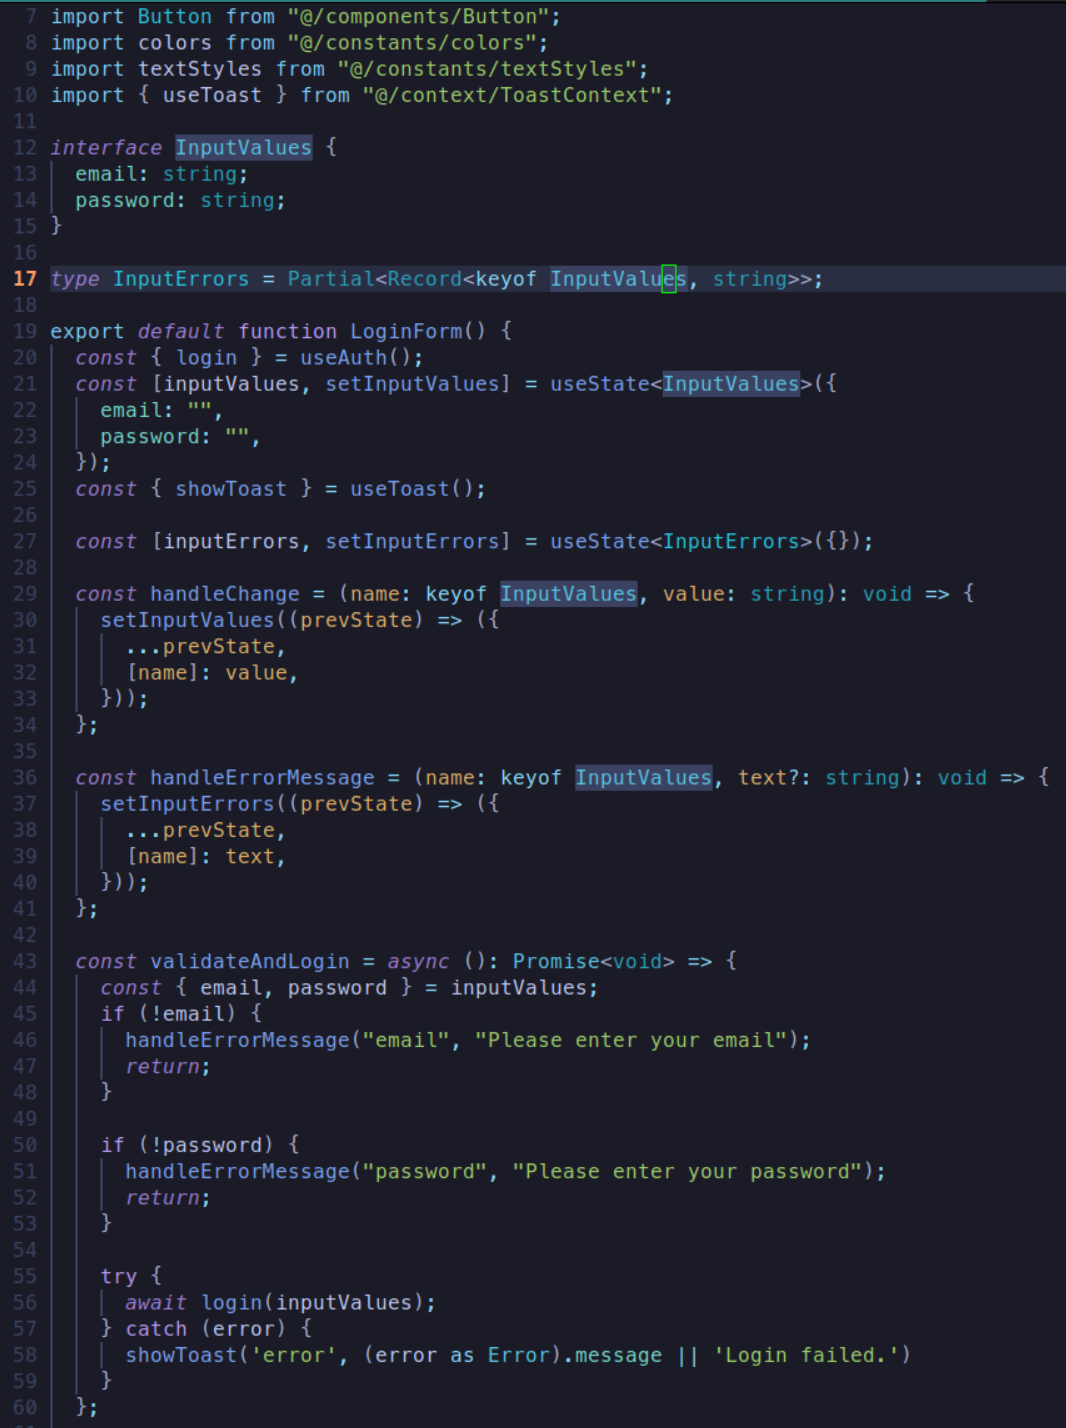 7 import Button from "@/components/Button";
8 import colors from "@/constants/colors";
9 import textStyles from "@/constants/textStyles";
10 import { useToast } from "@/context/ToastContext";
11
12 interface InputValues {
13   email: string;
14   password: string;
15 }
16
17 type InputErrors = Partial<Record<keyof InputValues, string>>;
18
19 export default function LoginForm() {
20   const { login } = useAuth();
21   const [inputValues, setInputValues] = useState<InputValues>({
22     email: "",
23     password: "",
24   });
25   const { showToast } = useToast();
26
27   const [inputErrors, setInputErrors] = useState<InputErrors>({});
28
29   const handleChange = (name: keyof InputValues, value: string): void => {
30     setInputValues((prevState) => ({
31       ...prevState,
32       [name]: value,
33     }));
34   };
35
36   const handleErrorMessage = (name: keyof InputValues, text?: string): void => {
37     setInputErrors((prevState) => ({
38       ...prevState,
39       [name]: text,
40     }));
41   };
42
43   const validateAndLogin = async (): Promise<void> => {
44     const { email, password } = inputValues;
45     if (!email) {
46       handleErrorMessage("email", "Please enter your email");
47       return;
48     }
49
50     if (!password) {
51       handleErrorMessage("password", "Please enter your password");
52       return;
53     }
54
55     try {
56       await login(inputValues);
57     } catch (error) {
58       showToast('error', (error as Error).message || 'Login failed.')
59     }
60   };